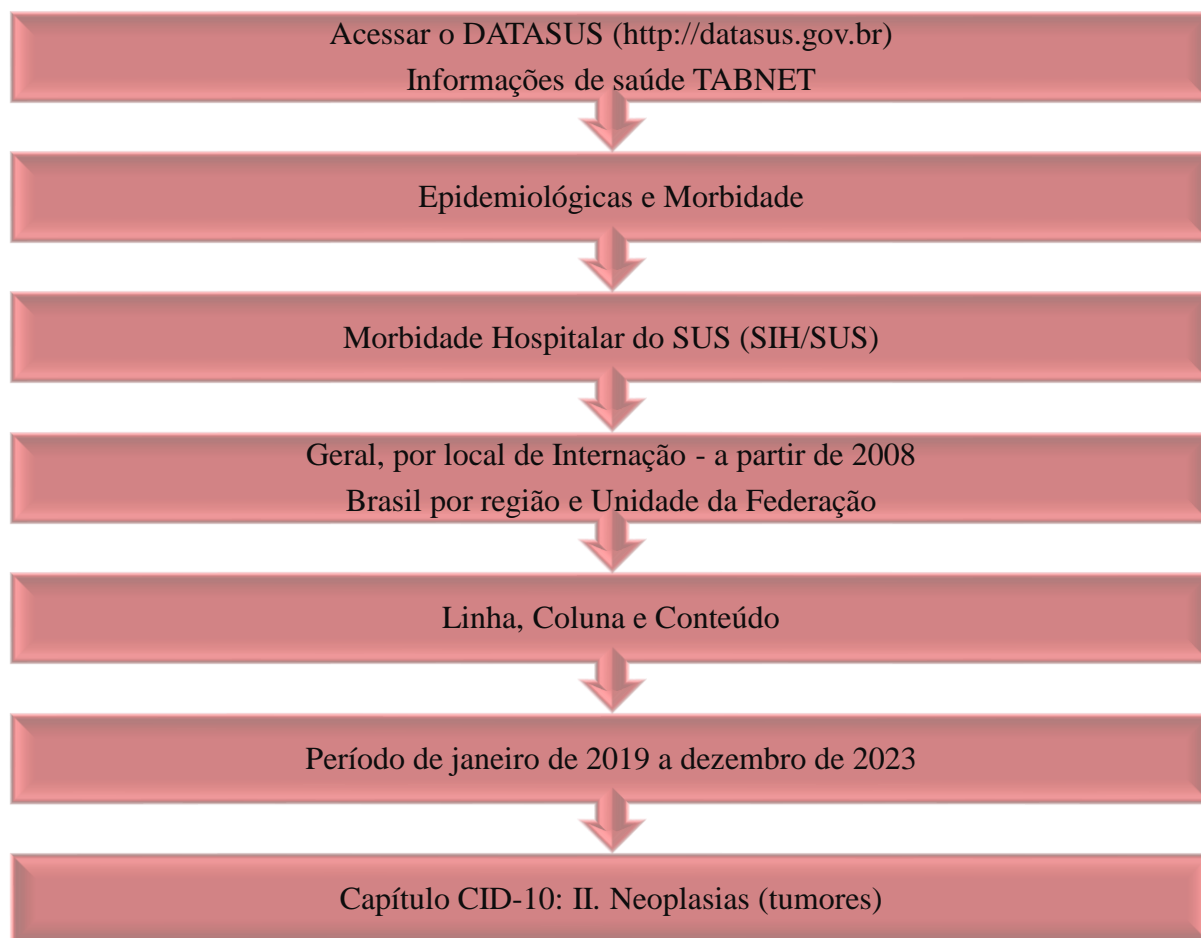 Acessar o DATASUS (http://datasus.gov.br)
Informações de saúde TABNET
Epidemiológicas e Morbidade
Morbidade Hospitalar do SUS (SIH/SUS)
Geral, por local de Internação - a partir de 2008
Brasil por região e Unidade da Federação
Linha, Coluna e Conteúdo
Período de janeiro de 2019 a dezembro de 2023
Capítulo CID-10: II. Neoplasias (tumores)